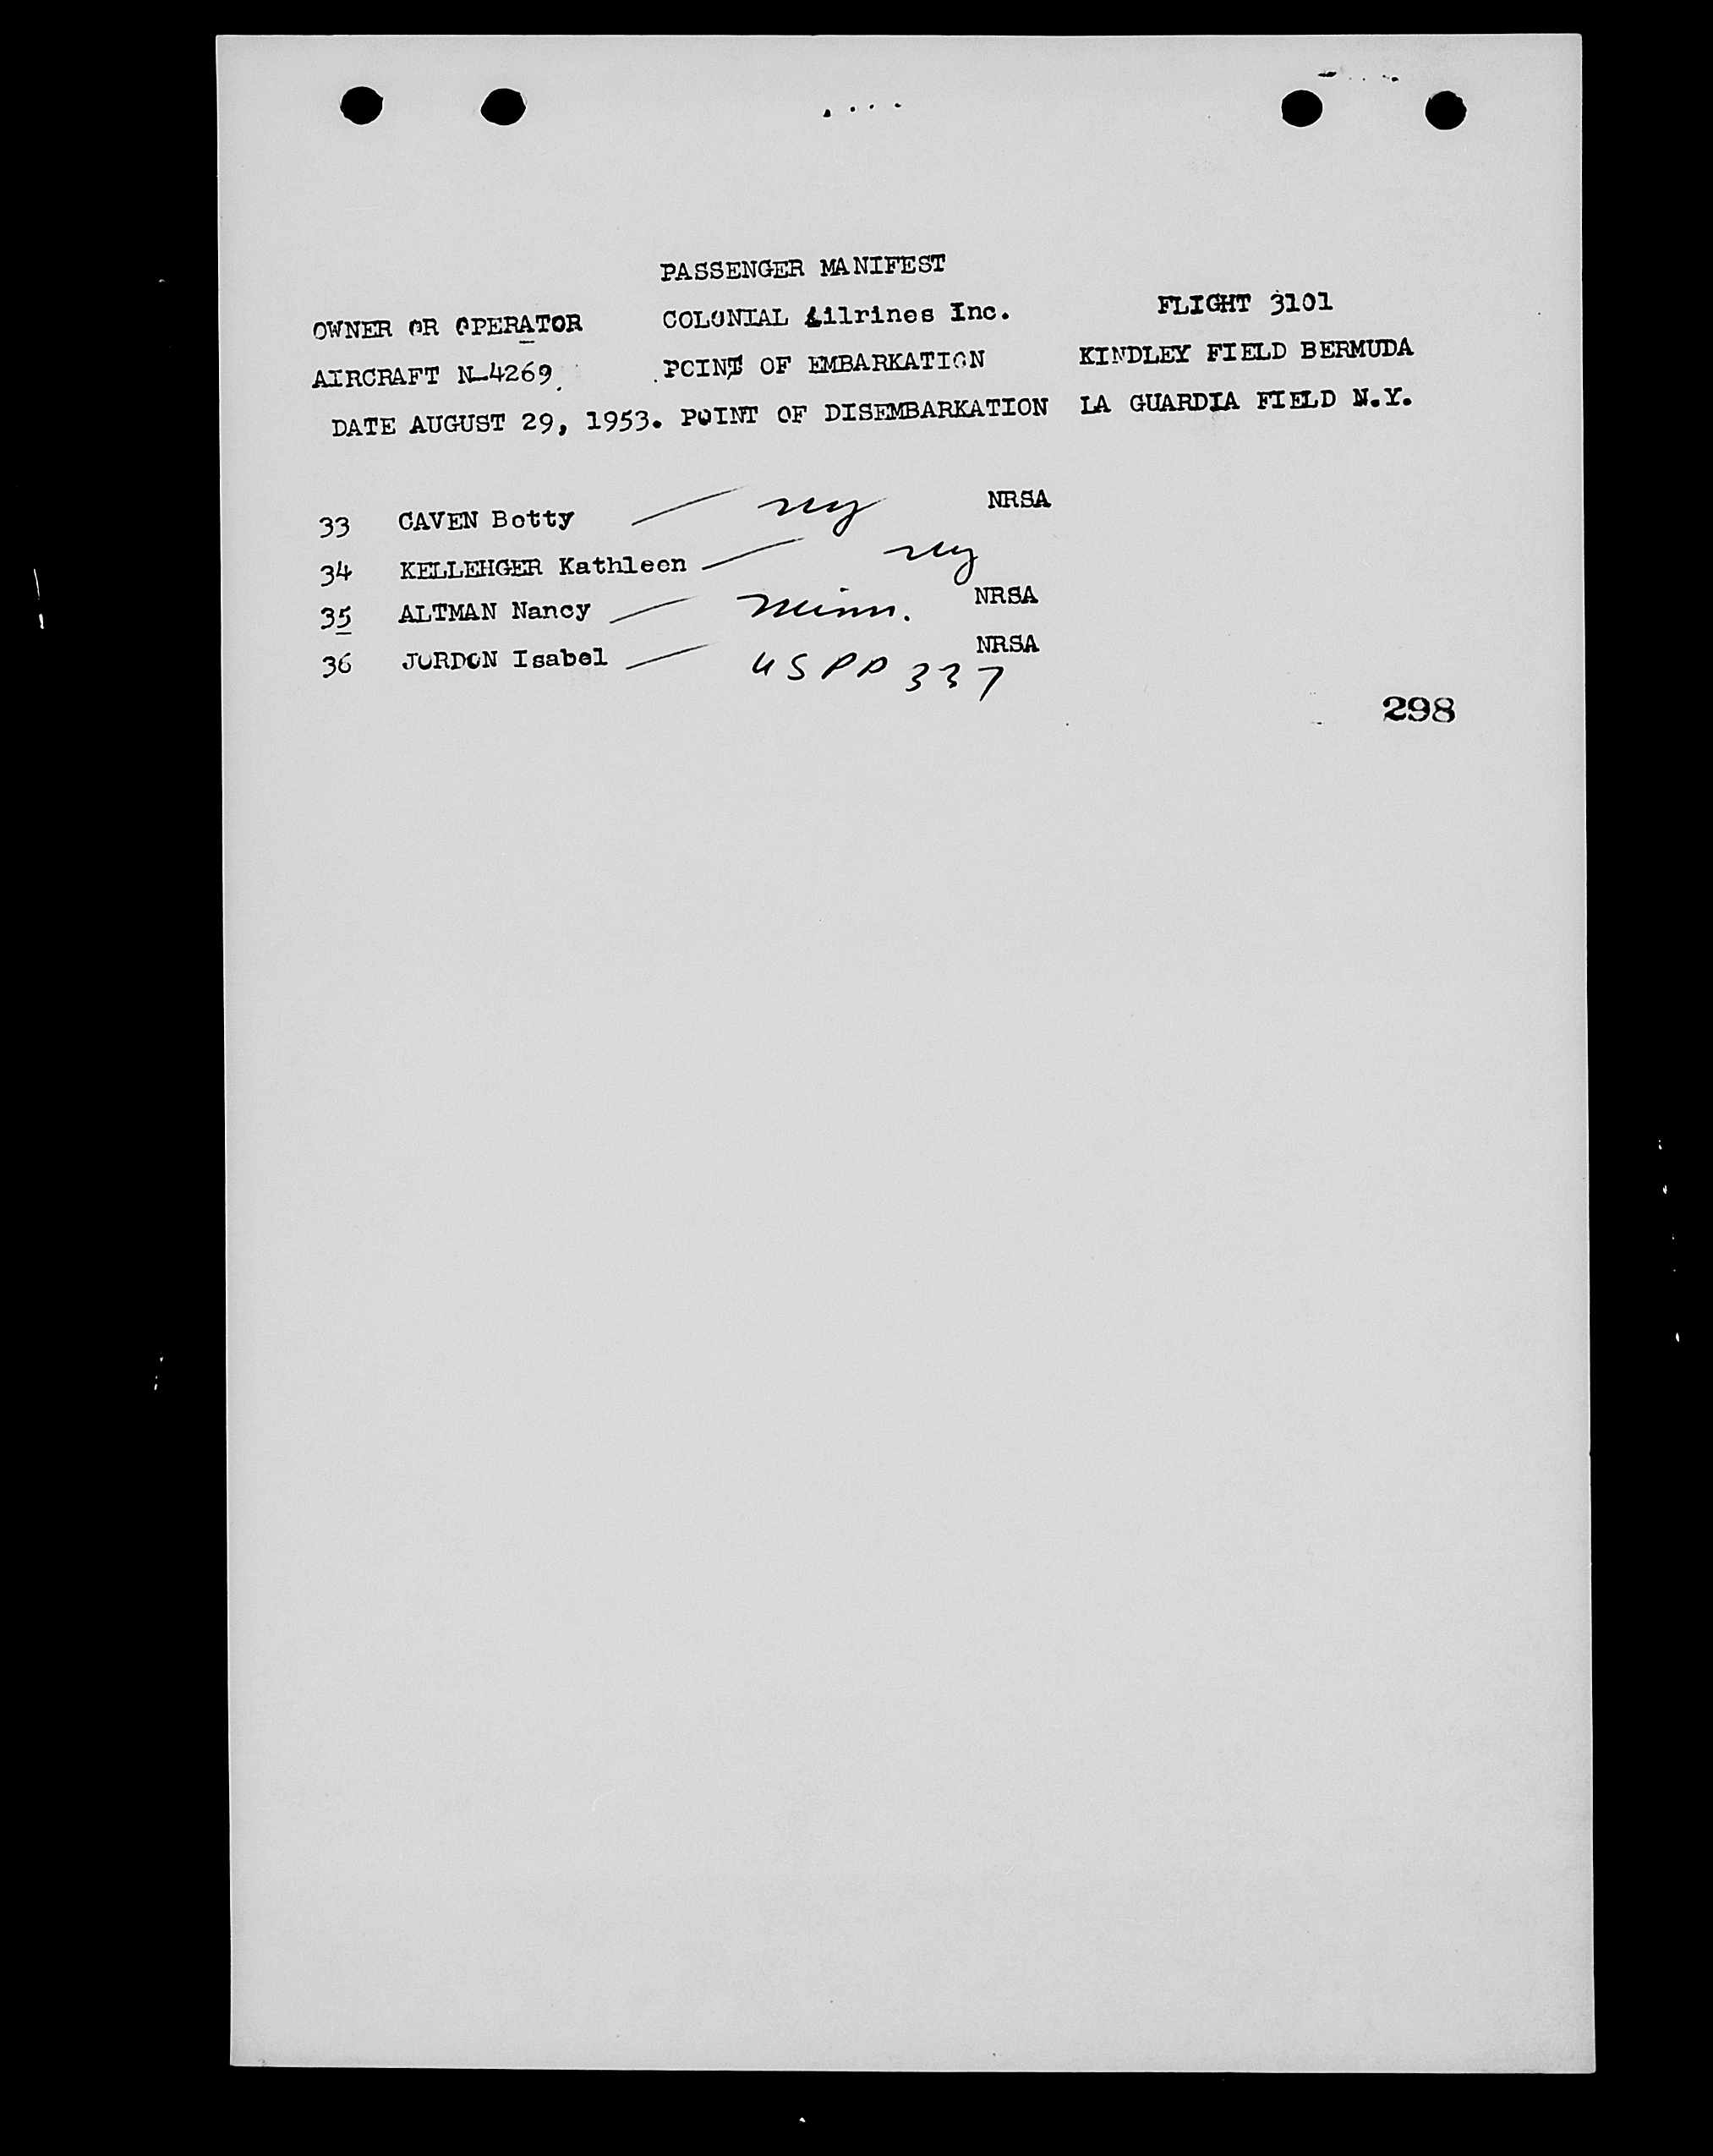 PASSENGER MANIFEST
OWNER OR OPERATOR COLONIAL Ailrines Inc. FLIGHT 3101
AIRCRAFT N-4269 POINT OF EMBARKATION KINDLEY FIELD BERMUDA
DATE AUGUST 29, 1953. POINT OF DISEMBARKATION LA GUARDIA FIELD N.Y.
33 CAVEN Betty ny NRSA
34 KELLEHGER Kathleen ny
35 ALTMAN Nancy Minn. NRSA
36 JORDON Isabel USPP 337 NRSA
298